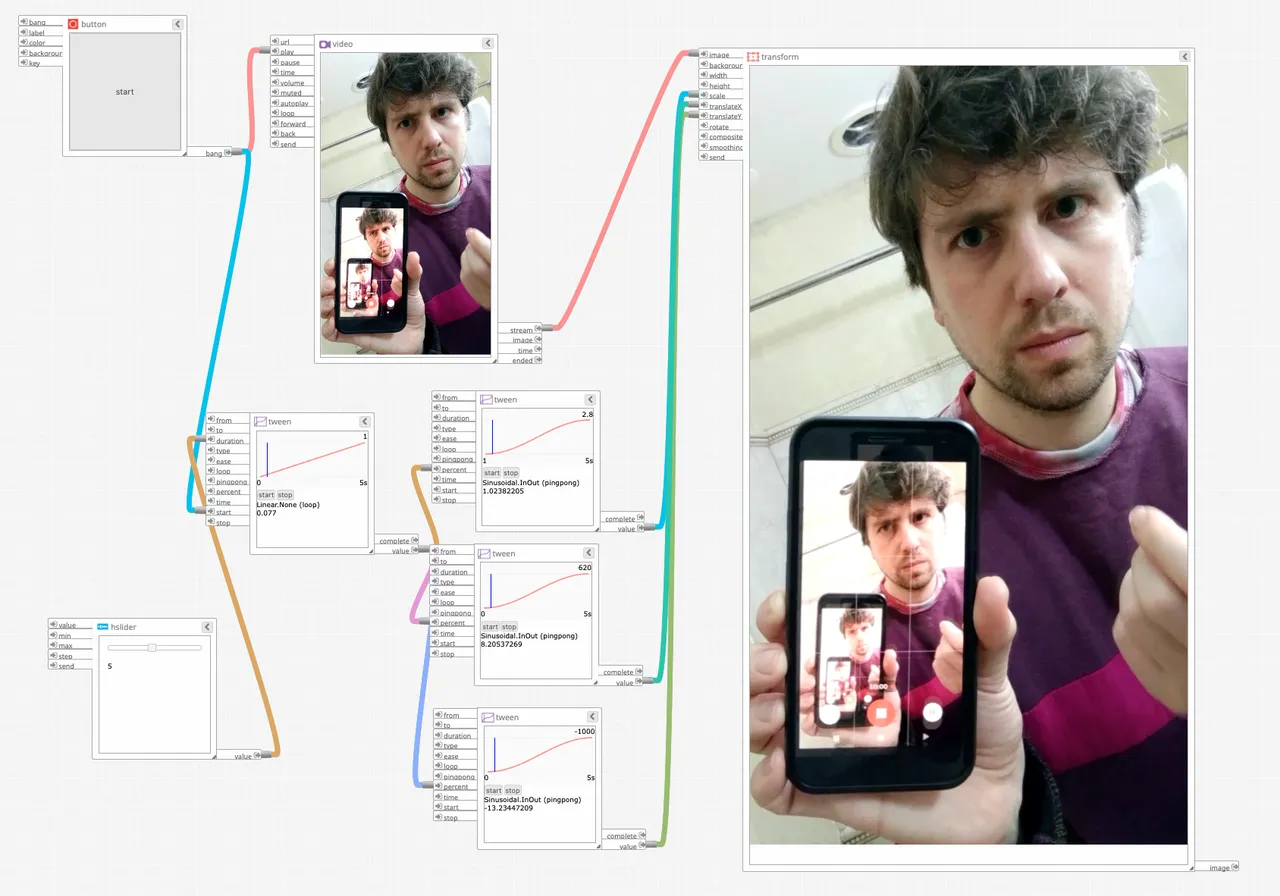 bang
label
color
backgroun
key
button
start
bang
url
play
pause
time
volume
muted
autoplay
loop
forward
back
send
video
stream
image
time
ended
image
backgroun
width
height
scale
translateX
translateY
rotate
composite
smoothing
send
transform
00:00
image
from
to
duration
type
ease
loop
pingpong
percent
time
start
stop
tween
1
0
5s
start stop
Linear.None (loop)
0.077
complete
value
from
to
duration
type
ease
loop
pingpong
percent
time
start
stop
tween
2.8
1
5s
start stop
Sinusoidal.InOut (pingpong)
1.02382205
complete
value
from
to
duration
type
ease
loop
pingpong
percent
time
start
stop
tween
620
0
5s
start stop
Sinusoidal.InOut (pingpong)
8.20537269
complete
value
value
min
max
step
send
hslider
5
value
from
to
duration
type
ease
loop
pingpong
percent
time
start
stop
tween
-1000
0
5s
start stop
Sinusoidal.InOut (pingpong)
-13.23447209
complete
value